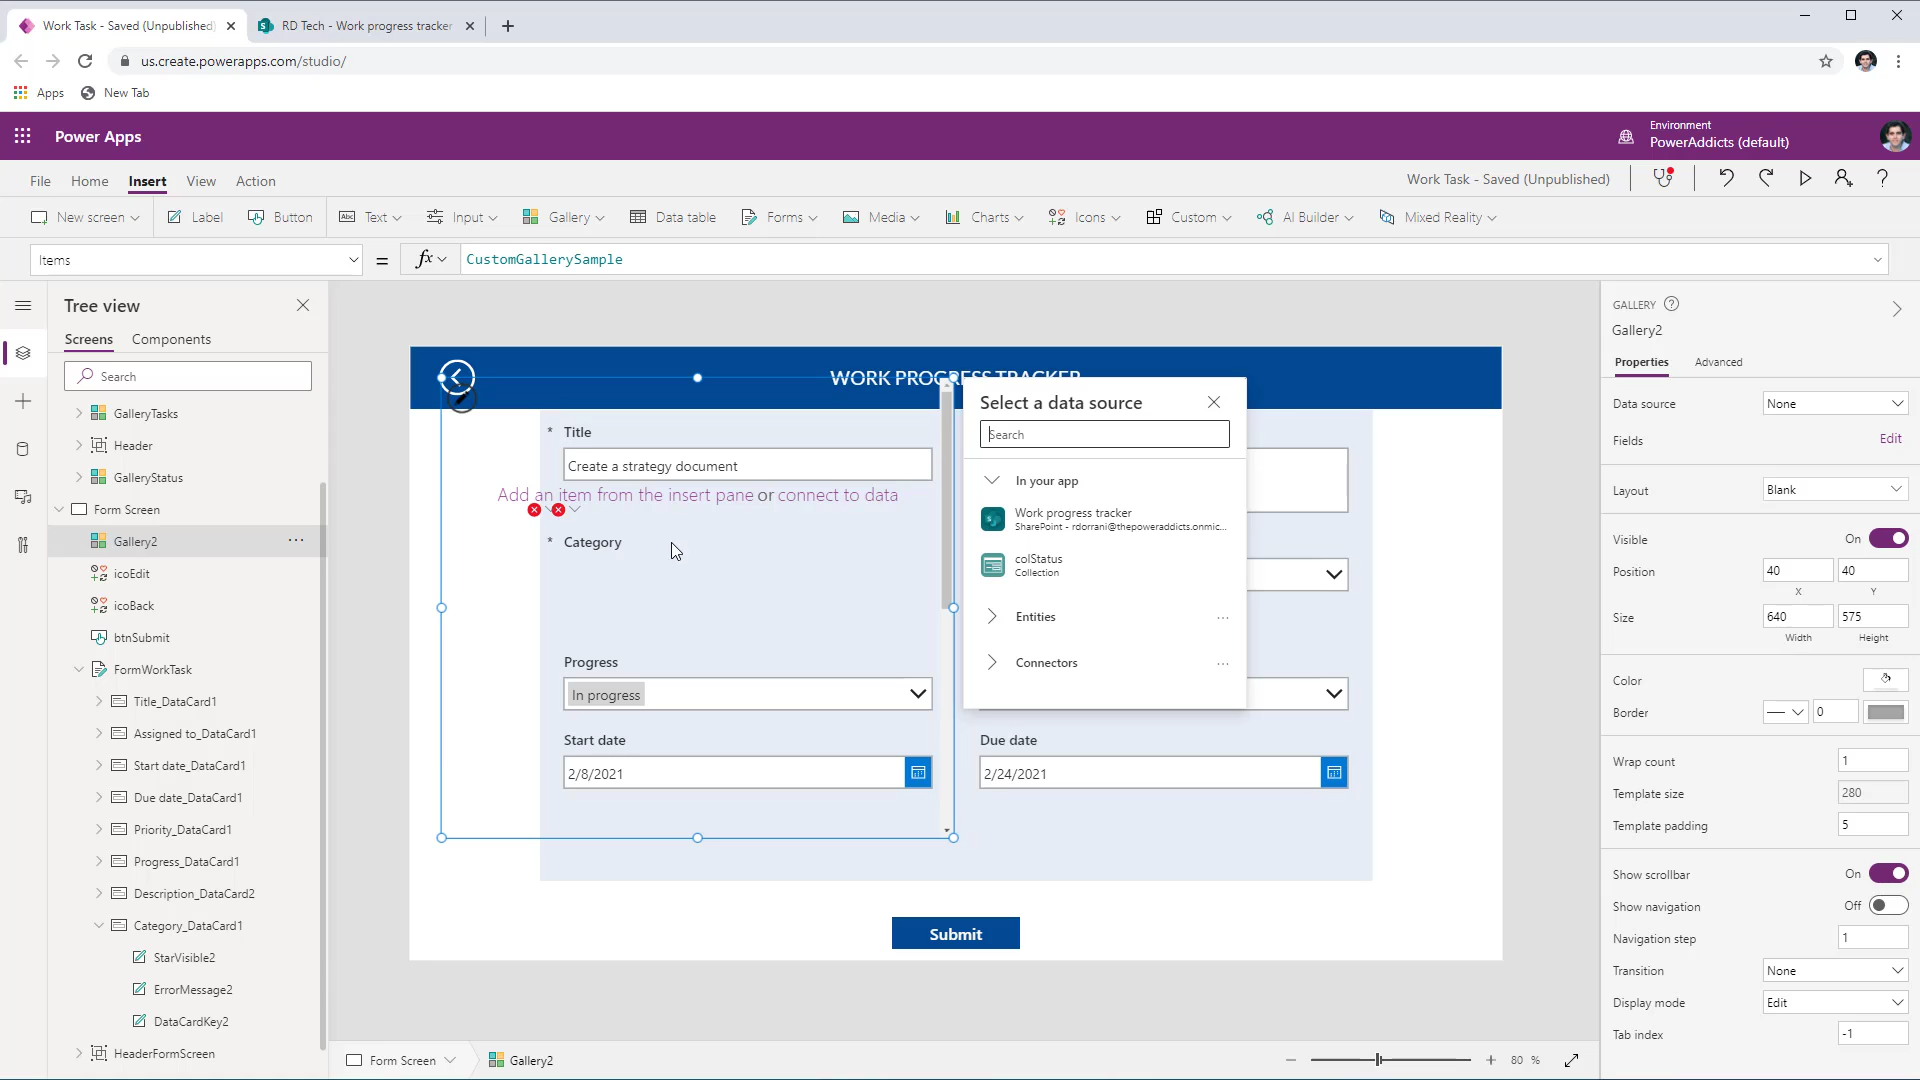 Work Task - Saved (Unpublished)
RD Tech - Work progress tracker
us.create.powerapps.com/studio/
Apps
New Tab
Power Apps
Environment
PowerAddicts (default)
File
Home
Insert
View
Action
Work Task - Saved (Unpublished)
New screen
Label
Button
Text
Input
Gallery
Data table
Forms
Media
Charts
Icons
Custom
AI Builder
Mixed Reality
Items
=
fx
CustomGallerySample
Tree view
Screens
Components
Search
GalleryTasks
Header
GalleryStatus
Form Screen
Gallery2
icoEdit
icoBack
btnSubmit
FormWorkTask
Title_DataCard1
Assigned to_DataCard1
Start date_DataCard1
Due date_DataCard1
Priority_DataCard1
Progress_DataCard1
Description_DataCard2
Category_DataCard1
StarVisible2
ErrorMessage2
DataCardKey2
HeaderFormScreen
WORK PROGRESS TRACKER
* Title
Create a strategy document
Add an item from the insert pane or connect to data
* Category
Progress
In progress
Start date
2/8/2021
Due date
2/24/2021
Submit
Select a data source
Search
In your app
Work progress tracker
SharePoint - rdorrani@thepoweraddicts.onmic...
colStatus
Collection
Entities
Connectors
Form Screen
Gallery2
80 %
GALLERY
Gallery2
Properties
Advanced
Data source
None
Fields
Edit
Layout
Blank
Visible
On
Position
40
40
X
Y
Size
640
575
Width
Height
Color
Border
0
Wrap count
1
Template size
280
Template padding
5
Show scrollbar
On
Show navigation
Off
Navigation step
1
Transition
None
Display mode
Edit
Tab index
-1